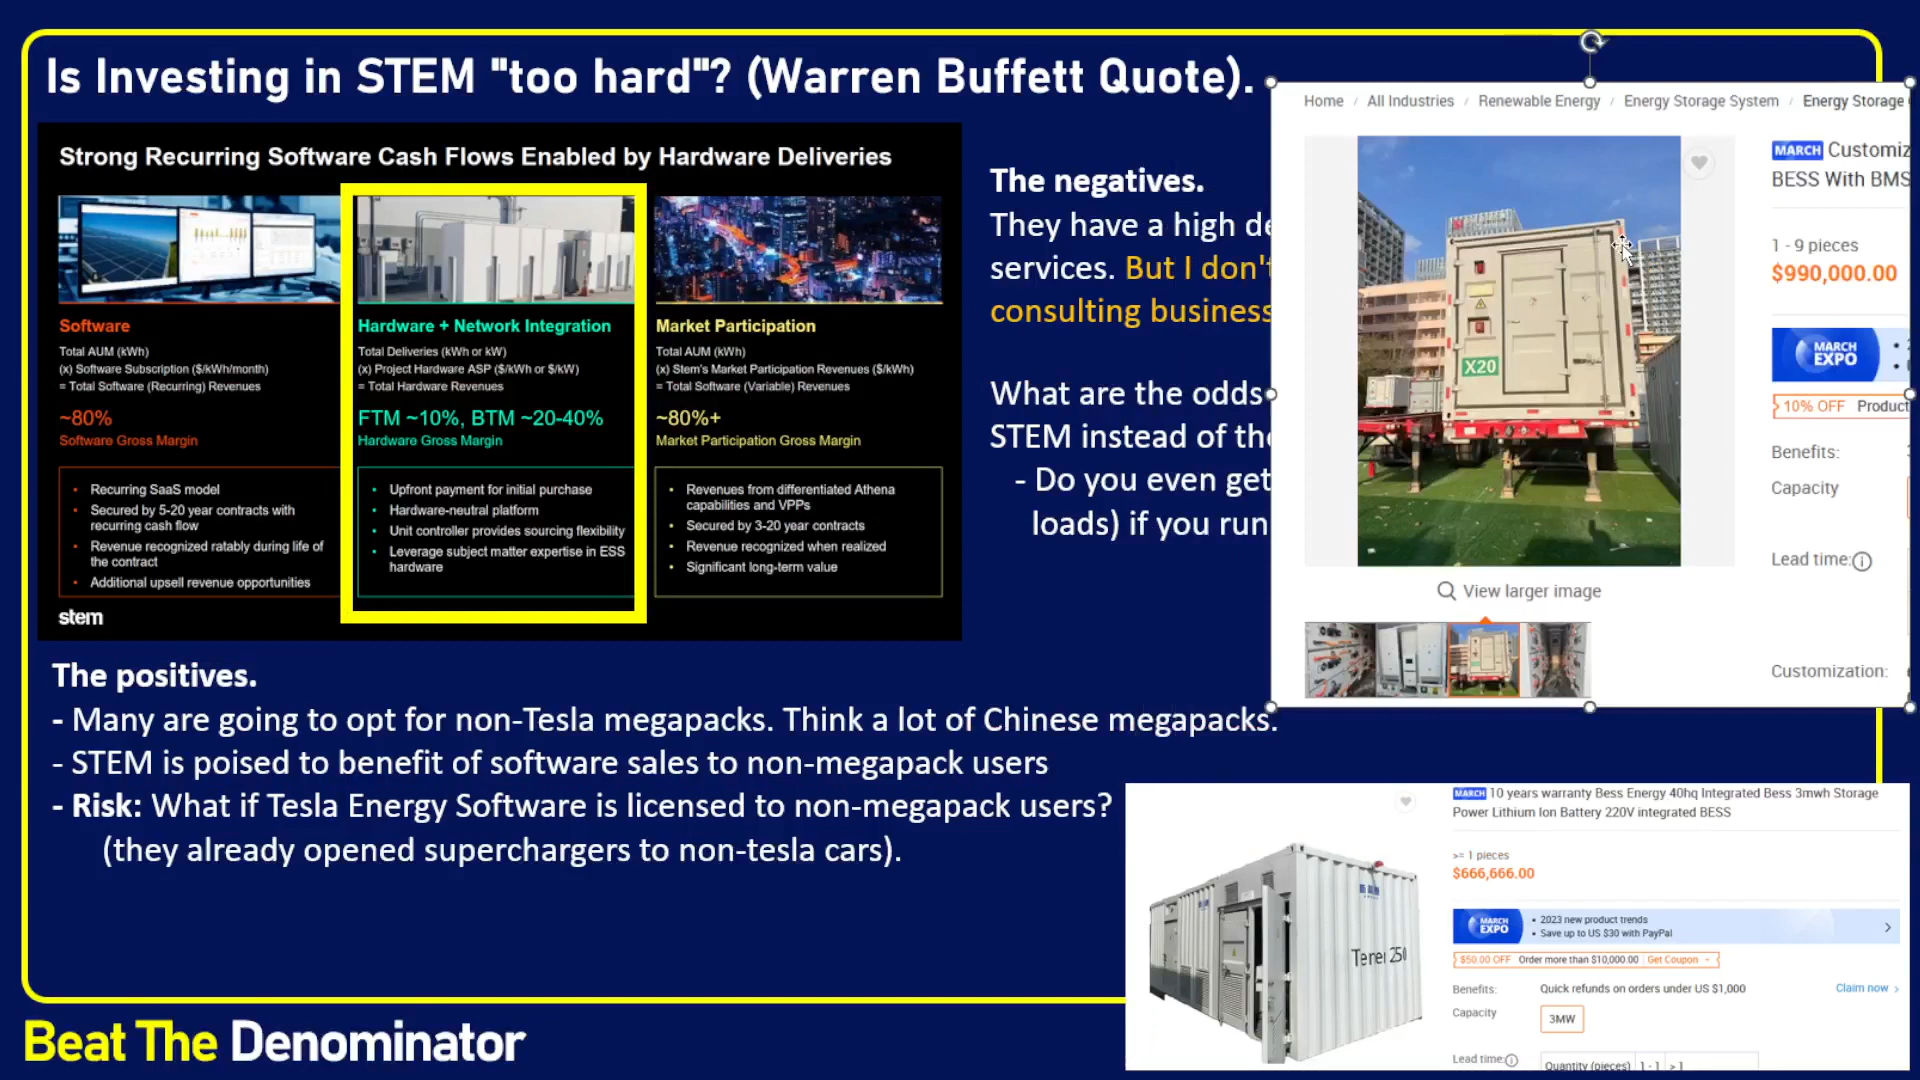 Is Investing in STEM "too hard"? (Warren Buffett Quote).
Strong Recurring Software Cash Flows Enabled by Hardware Deliveries
Software
Total AUM (kWh)
(x) Software Subscription ($/kWh/month)
= Total Software (Recurring) Revenues
~80%
Software Gross Margin
• Recurring SaaS model
• Secured by 5-20 year contracts with
recurring cash flow
• Revenue recognized ratably during life of
the contract
• Additional upsell revenue opportunities
Hardware + Network Integration
Total Deliveries (kWh or kW)
(x) Project Hardware ASP ($/kWh or $/kW)
= Total Hardware Revenues
FTM ~10%, BTM ~20-40%
Hardware Gross Margin
• Upfront payment for initial purchase
• Hardware-neutral platform
• Unit controller provides sourcing flexibility
• Leverage subject matter expertise in ESS
hardware
Market Participation
Total AUM (kWh)
(x) Stem's Market Participation Revenues ($/kWh)
= Total Software (Variable) Revenues
~80%+
Market Participation Gross Margin
• Revenues from differentiated Athena
capabilities and VPPs
• Secured by 3-20 year contracts
• Revenue recognized when realized
• Significant long-term value
stem
The negatives.
They have a high de
services. But I don't
consulting business
What are the odds
STEM instead of the
- Do you even get
loads) if you run
Home / All Industries / Renewable Energy / Energy Storage System / Energy Storage
MARCH Customiz
BESS With BMS
1 - 9 pieces
$990,000.00
MARCH
EXPO
10% OFF Product
Benefits:
Capacity
Lead time:
Customization:
X20
View larger image
The positives.
- Many are going to opt for non-Tesla megapacks. Think a lot of Chinese megapacks.
- STEM is poised to benefit of software sales to non-megapack users
- Risk: What if Tesla Energy Software is licensed to non-megapack users?
(they already opened superchargers to non-tesla cars).
MARCH 10 years warranty Bess Energy 40hq Integrated Bess 3mwh Storage
Power Lithium Ion Battery 220V integrated BESS
>= 1 pieces
$666,666.00
MARCH
EXPO
• 2023 new product trends
• Save up to US $30 with PayPal
$50.00 OFF Order more than $10,000.00 Get Coupon
Benefits: Quick refunds on orders under US $1,000 Claim now >
Capacity
3MW
Lead time: Quantity (pieces) 1 - 1 > 1
Tener 250
Beat The Denominator